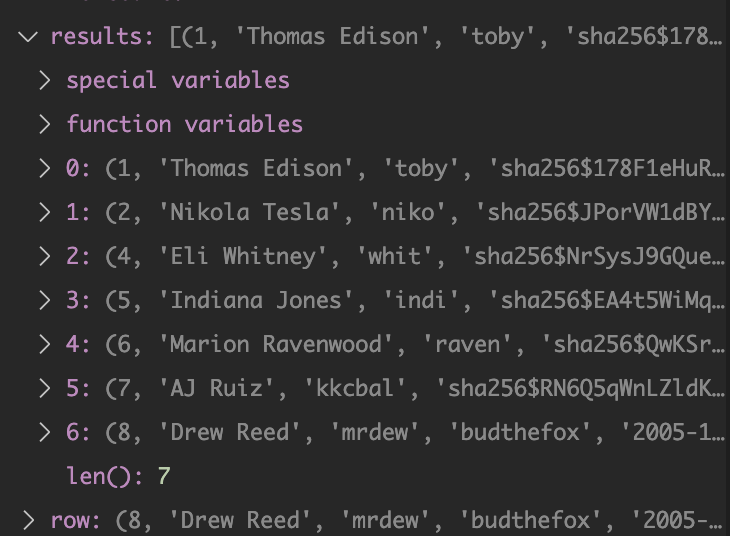 results: [(1, 'Thomas Edison', 'toby', 'sha256$178…
special variables
function variables
0: (1, 'Thomas Edison', 'toby', 'sha256$178F1eHuR…
1: (2, 'Nikola Tesla', 'niko', 'sha256$JPorVW1dBY…
2: (4, 'Eli Whitney', 'whit', 'sha256$NrSysJ9GQue…
3: (5, 'Indiana Jones', 'indi', 'sha256$EA4t5WiMq…
4: (6, 'Marion Ravenwood', 'raven', 'sha256$QwKSr…
5: (7, 'AJ Ruiz', 'kkcbal', 'sha256$RN6Q5qWnLZldK…
6: (8, 'Drew Reed', 'mrdew', 'budthefox', '2005-1…
len(): 7
row: (8, 'Drew Reed', 'mrdew', 'budthefox', '2005-…